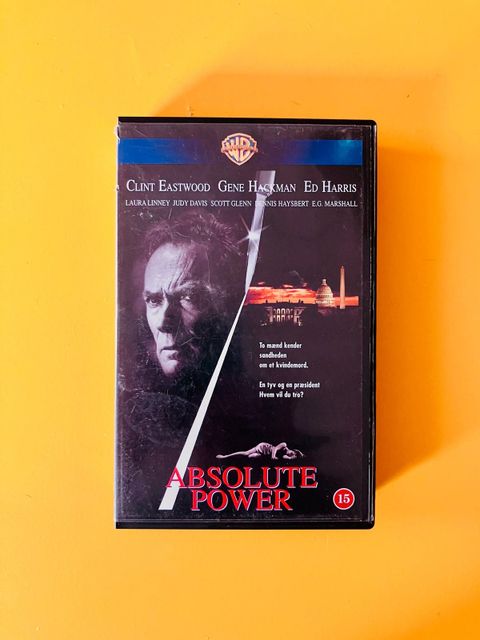 WB
CLINT EASTWOOD GENE HACKMAN ED HARRIS
LAURA LINNEY JUDY DAVIS SCOTT GLENN DENNIS HAYSBERT E.G. MARSHALL
To mænd kender
sandheden
om et kvindemord.
En tyv og en præsident
Hvem vil du tro?
ABSOLUTE
POWER
15